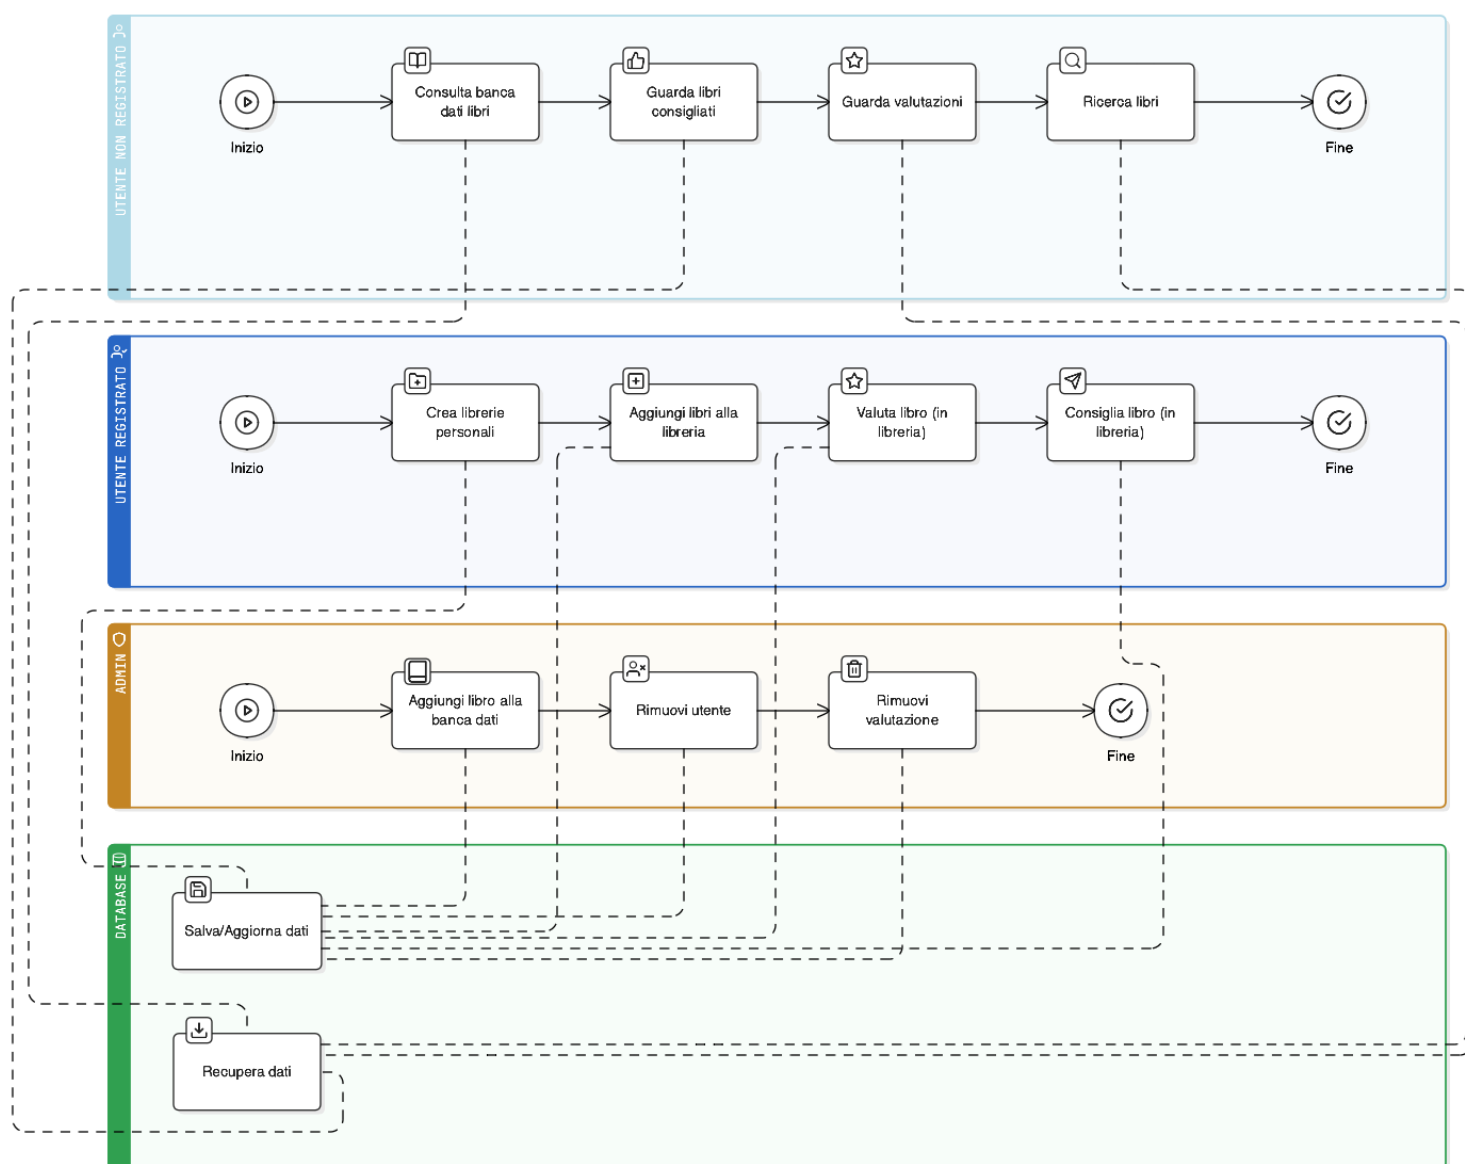 UTENTE NON REGISTRATO
Consulta banca
dati libri
Guarda libri
consigliati
Guarda valutazioni
Ricerca libri
Inizio
Fine
UTENTE REGISTRATO
Crea librerie
personali
Aggiungi libri alla
libreria
Valuta libro (in
libreria)
Consiglia libro (in
libreria)
Inizio
Fine
ADMIN
Aggiungi libro alla
banca dati
Rimuovi utente
Rimuovi
valutazione
Inizio
Fine
DATABASE
Salva/Aggiorna dati
Recupera dati